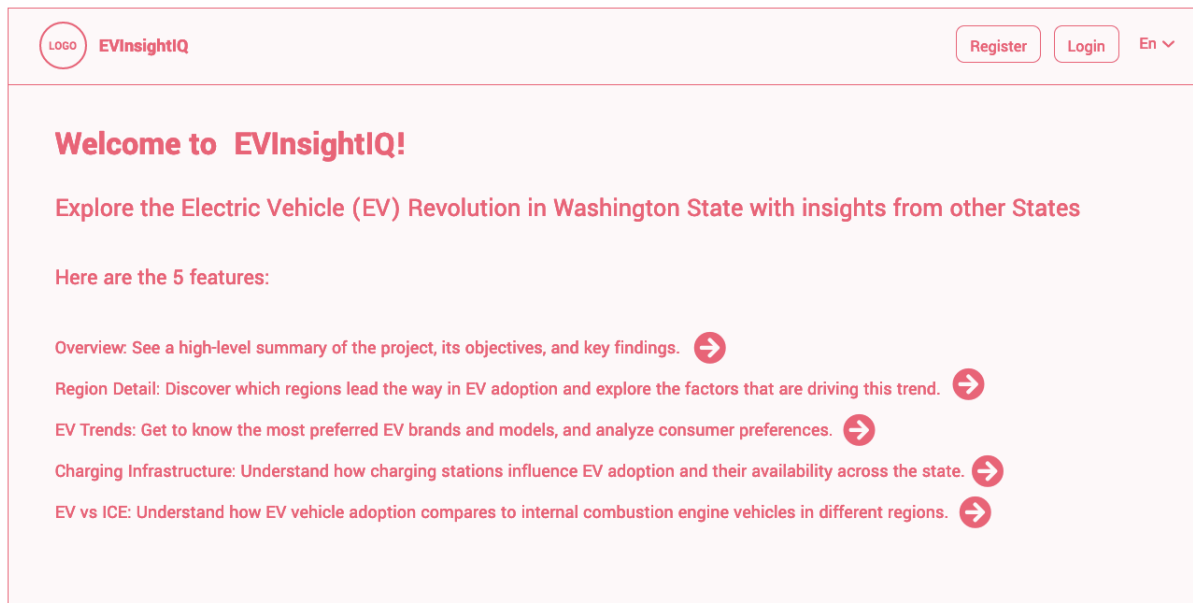 LOGO EVInsightIQ Register Login En
Welcome to EVInsightIQ!
Explore the Electric Vehicle (EV) Revolution in Washington State with insights from other States
Here are the 5 features:
Overview: See a high-level summary of the project, its objectives, and key findings.
Region Detail: Discover which regions lead the way in EV adoption and explore the factors that are driving this trend.
EV Trends: Get to know the most preferred EV brands and models, and analyze consumer preferences.
Charging Infrastructure: Understand how charging stations influence EV adoption and their availability across the state.
EV vs ICE: Understand how EV vehicle adoption compares to internal combustion engine vehicles in different regions.